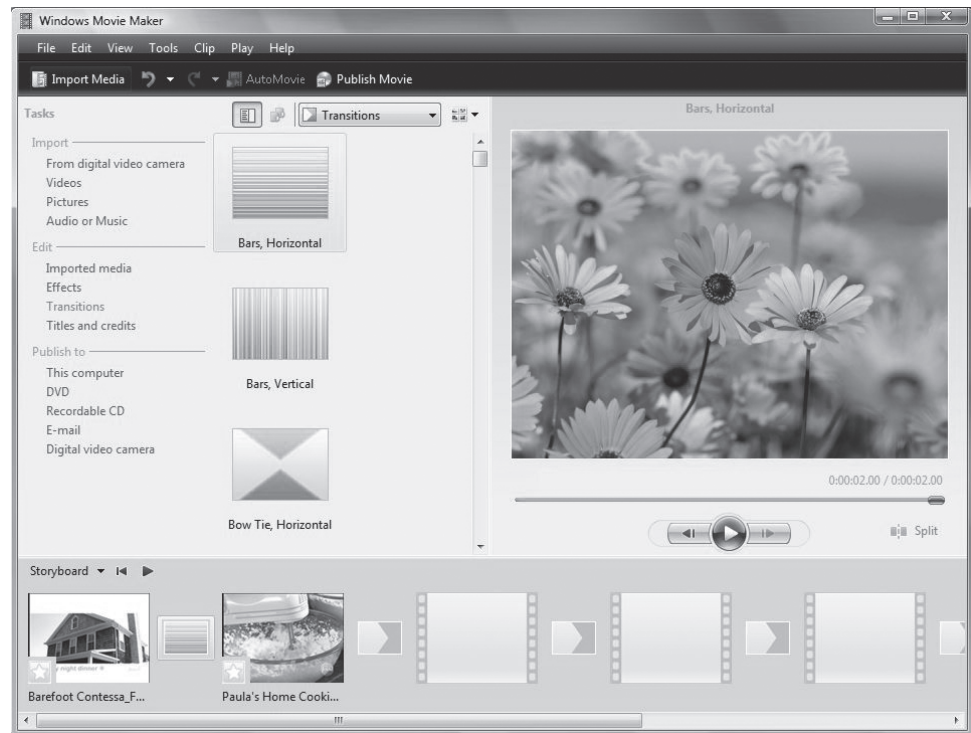 Windows Movie Maker
File Edit View Tools Clip Play Help
Import Media AutoMovie Publish Movie
Tasks
Transitions
Import
From digital video camera
Videos
Pictures
Audio or Music
Edit
Imported media
Effects
Transitions
Titles and credits
Publish to
This computer
DVD
Recordable CD
E-mail
Digital video camera
Bars, Horizontal
Bars, Vertical
Bow Tie, Horizontal
Bars, Horizontal
0:00:02.00 / 0:00:02.00
Split
Storyboard
night dinner
Barefoot Contessa_F...
Paula's Home Cooki...